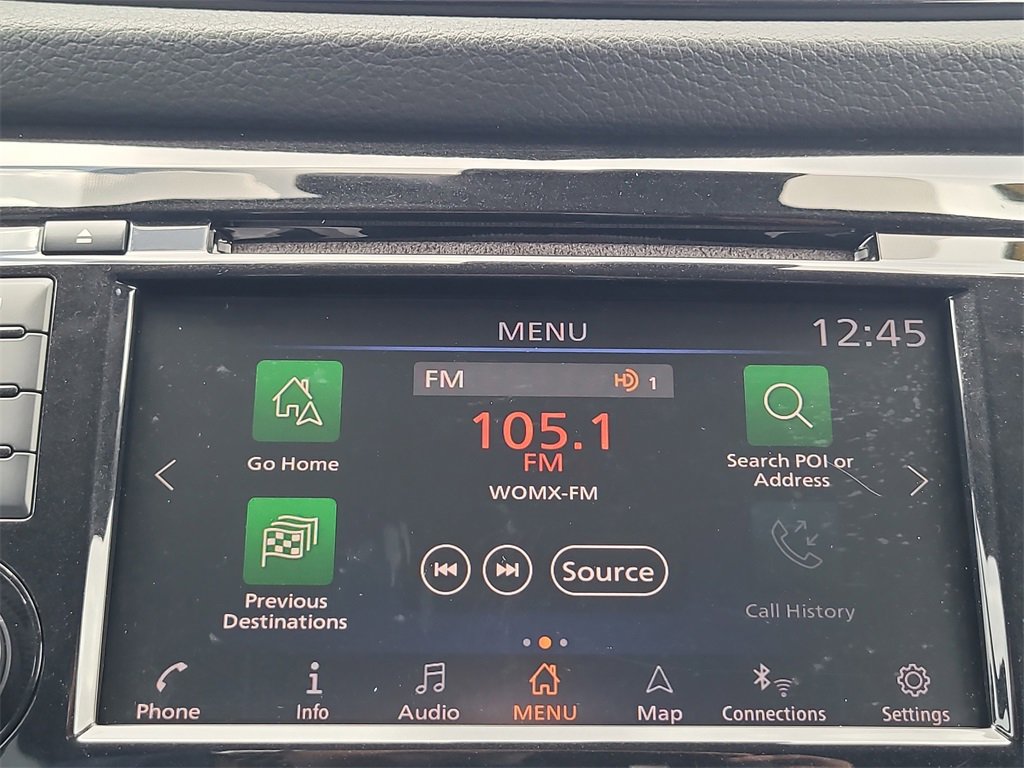 MENU
12:45
FM
HD 1
105.1
FM
WOMX-FM
Go Home
Search POI or
Address
Previous
Destinations
Source
Call History
Phone
Info
Audio
MENU
Map
Connections
Settings